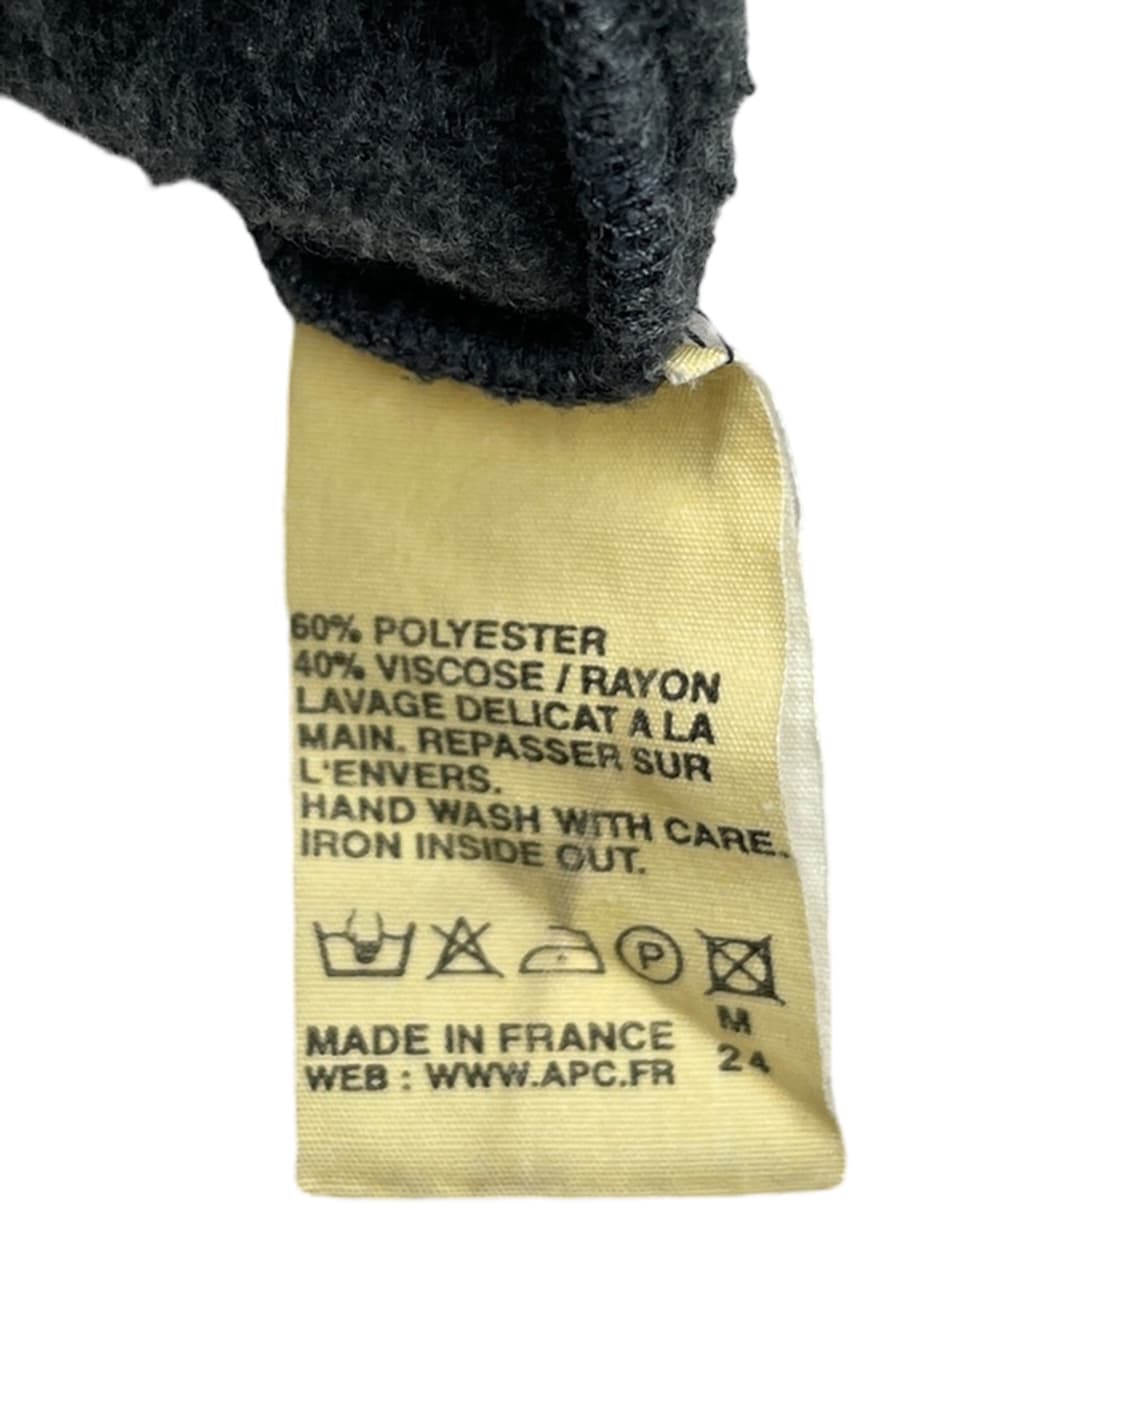 60% POLYESTER
40% VISCOSE / RAYON
LAVAGE DELICAT A LA
MAIN. REPASSER SUR
L'ENVERS.
HAND WASH WITH CARE.
IRON INSIDE OUT.
P
M
MADE IN FRANCE
24
WEB : WWW.APC.FR